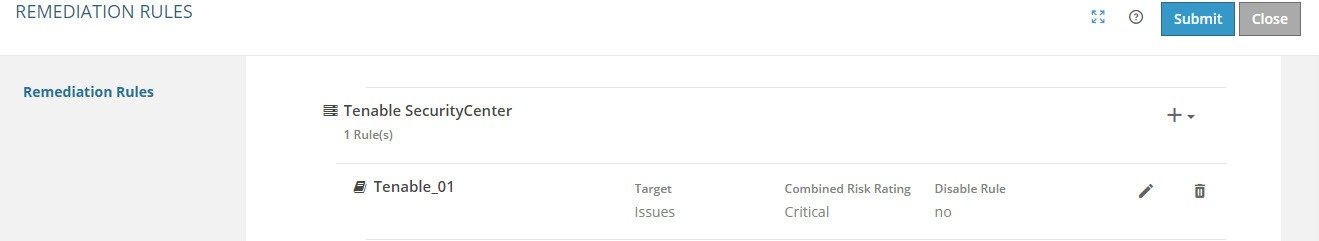 REMEDIATION RULES
Submit
Close
Remediation Rules
Tenable SecurityCenter
1 Rule(s)
Tenable_01
Target
Combined Risk Rating
Disable Rule
Issues
Critical
no